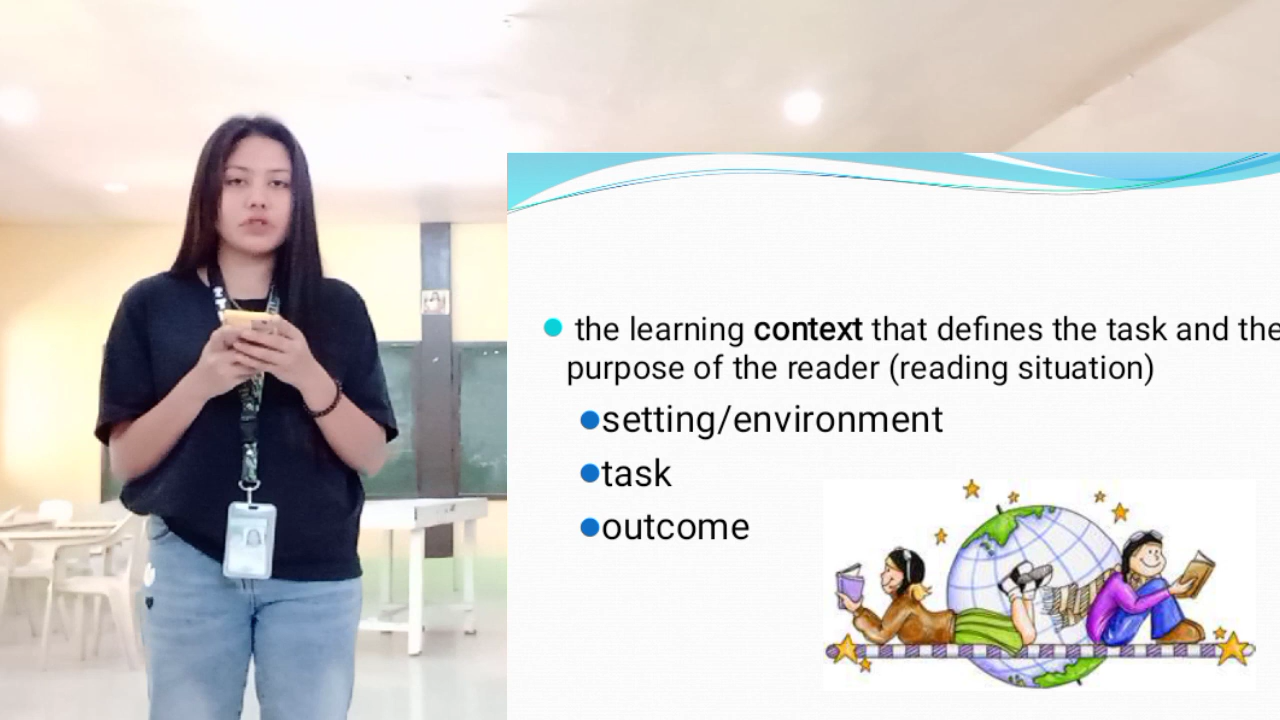 the learning context that defines the task and the
purpose of the reader (reading situation)
setting/environment
task
outcome